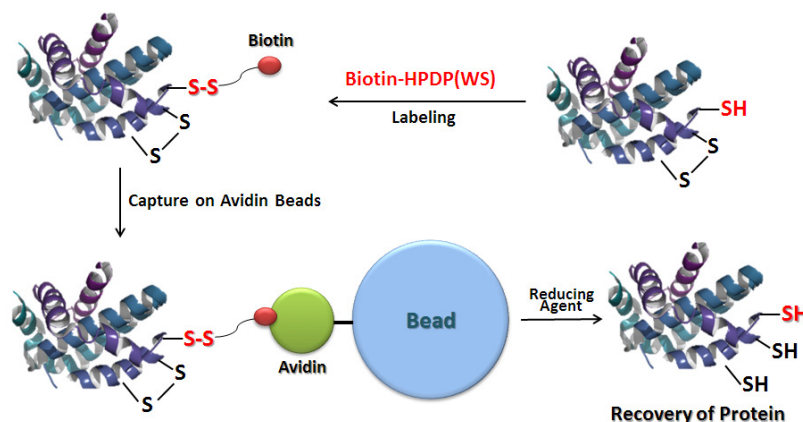 Biotin
S-S
Biotin-HPDP(WS)
Labeling
SH
S
S
S
S
Capture on Avidin Beads
S-S
S
S
Avidin
Bead
Reducing
Agent
SH
SH
SH
Recovery of Protein